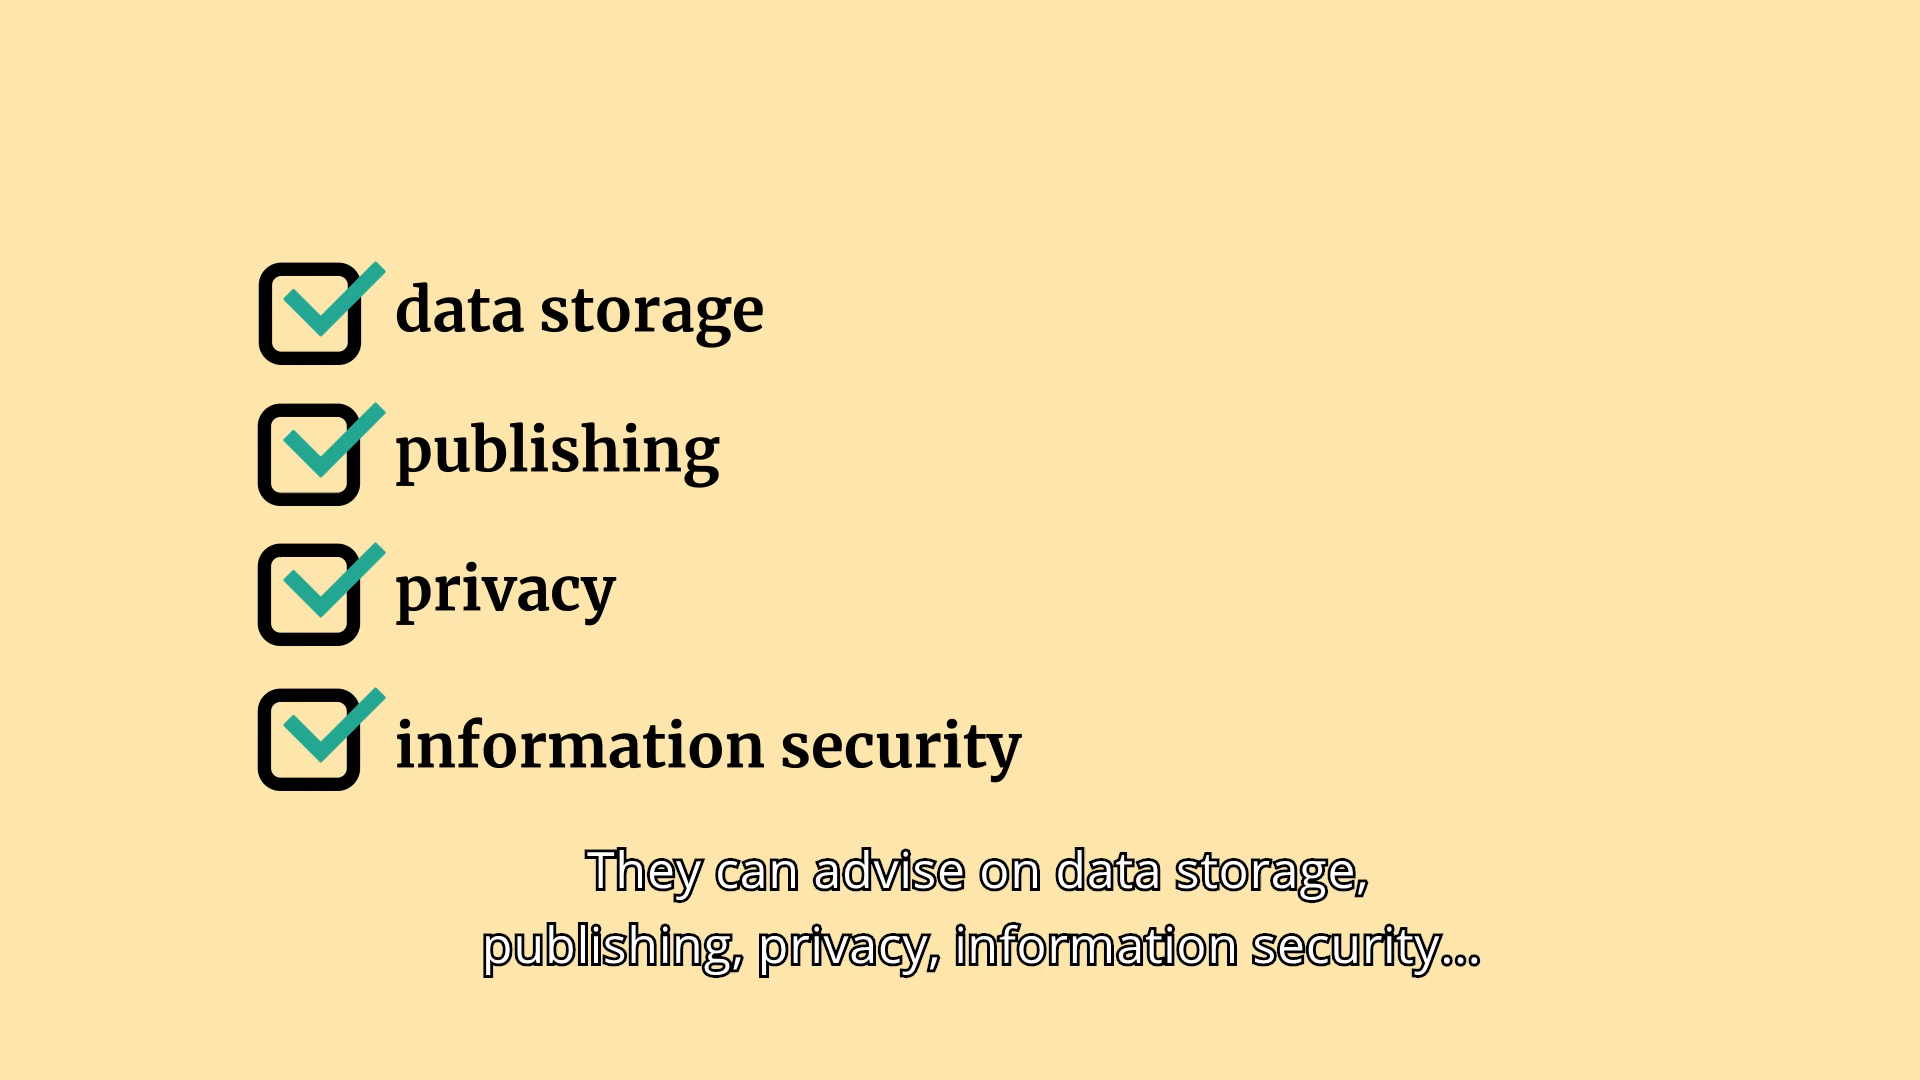 data storage
publishing
privacy
information security
They can advise on data storage,
publishing, privacy, information security...